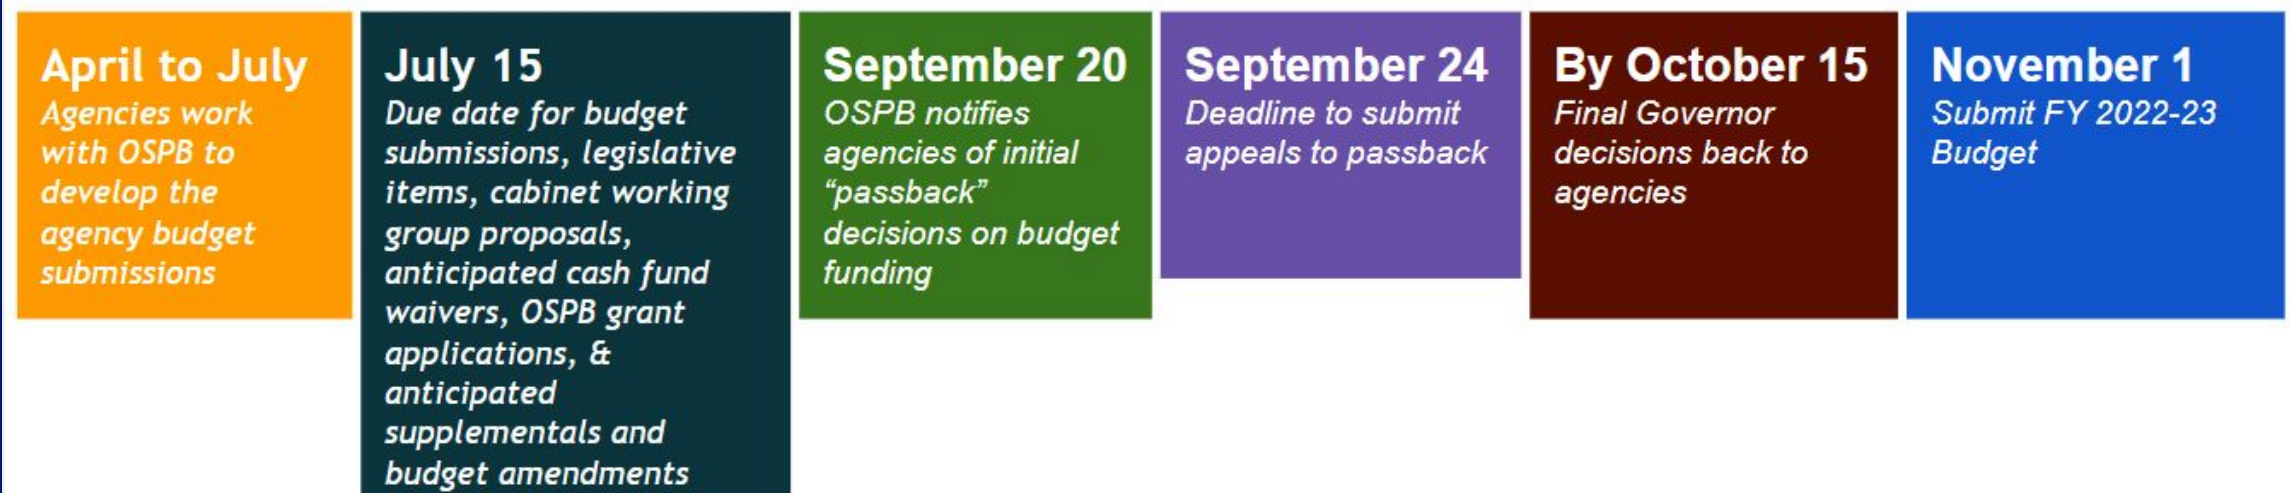 April to July
Agencies work
with OSPB to
develop the
agency budget
submissions
July 15
Due date for budget
submissions, legislative
items, cabinet working
group proposals,
anticipated cash fund
waivers, OSPB grant
applications, &
anticipated
supplementals and
budget amendments
September 20
OSPB notifies
agencies of initial
“passback”
decisions on budget
funding
September 24
Deadline to submit
appeals to passback
By October 15
Final Governor
decisions back to
agencies
November 1
Submit FY 2022-23
Budget